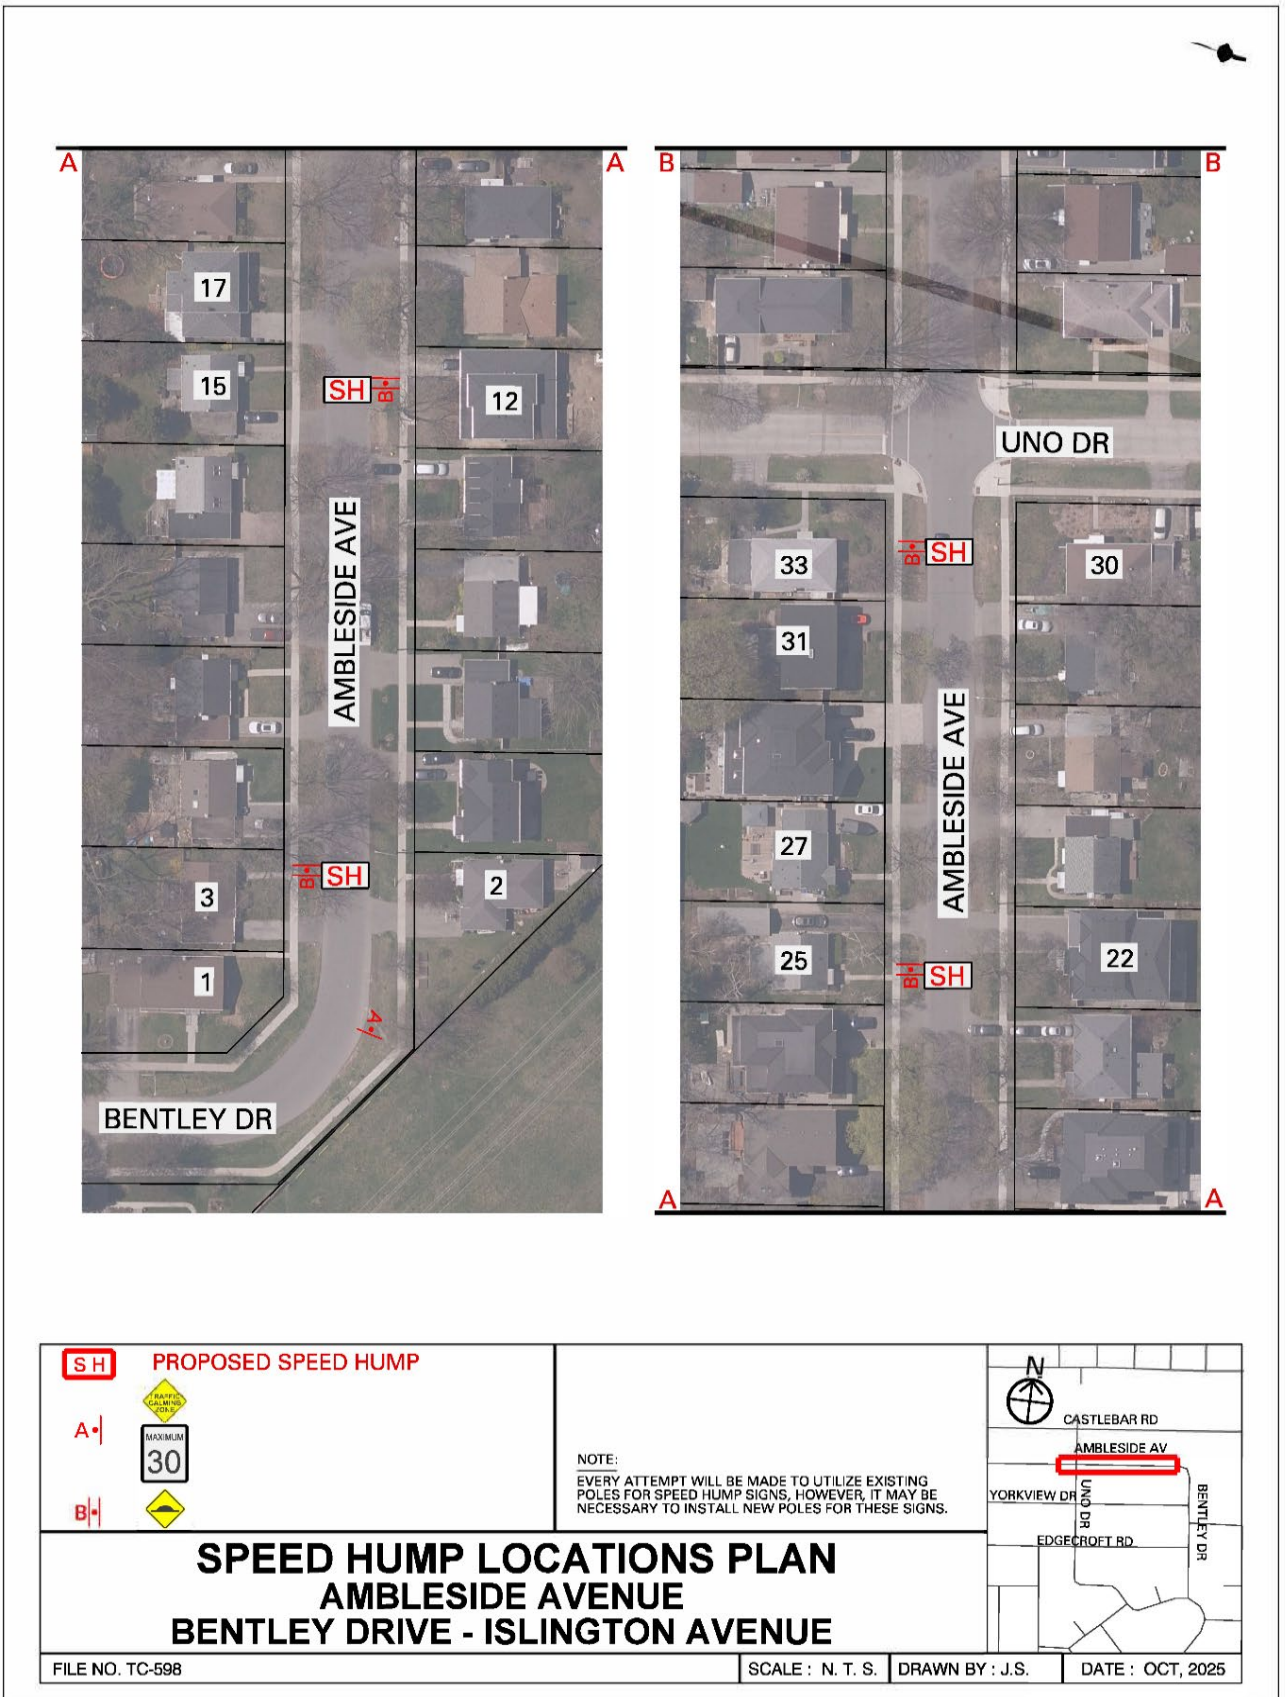 A
A
B
B
17
15
SH
B
12
AMBLESIDE AVE
B
SH
3
2
1
A
BENTLEY DR
UNO DR
B
SH
33
30
31
AMBLESIDE AVE
27
25
B
SH
22
A
A
SH
PROPOSED SPEED HUMP
TRAFFIC
CALMING
ZONE
A
MAXIMUM
30
B
NOTE:
EVERY ATTEMPT WILL BE MADE TO UTILIZE EXISTING
POLES FOR SPEED HUMP SIGNS, HOWEVER, IT MAY BE
NECESSARY TO INSTALL NEW POLES FOR THESE SIGNS.
N
CASTLEBAR RD
AMBLESIDE AV
YORKVIEW DR
UNO DR
BENTLEY DR
EDGECROFT RD
SPEED HUMP LOCATIONS PLAN
AMBLESIDE AVENUE
BENTLEY DRIVE - ISLINGTON AVENUE
FILE NO. TC-598
SCALE : N. T. S.
DRAWN BY : J.S.
DATE : OCT, 2025